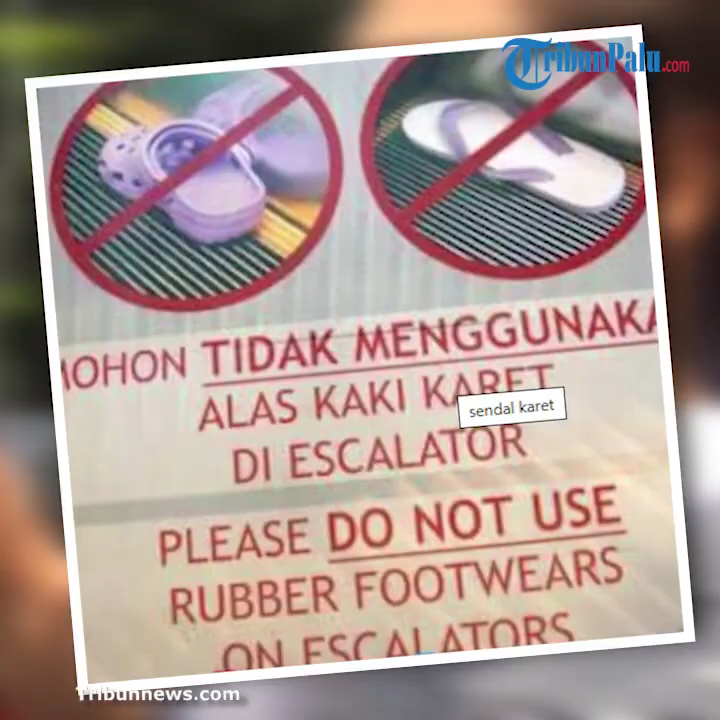 TribunPalu.com
MOHON TIDAK MENGGUNAKA
ALAS KAKI KARET
sendal karet
DI ESCALATOR
PLEASE DO NOT USE
RUBBER FOOTWEARS
ON ESCALATORS
Tribunnews.com